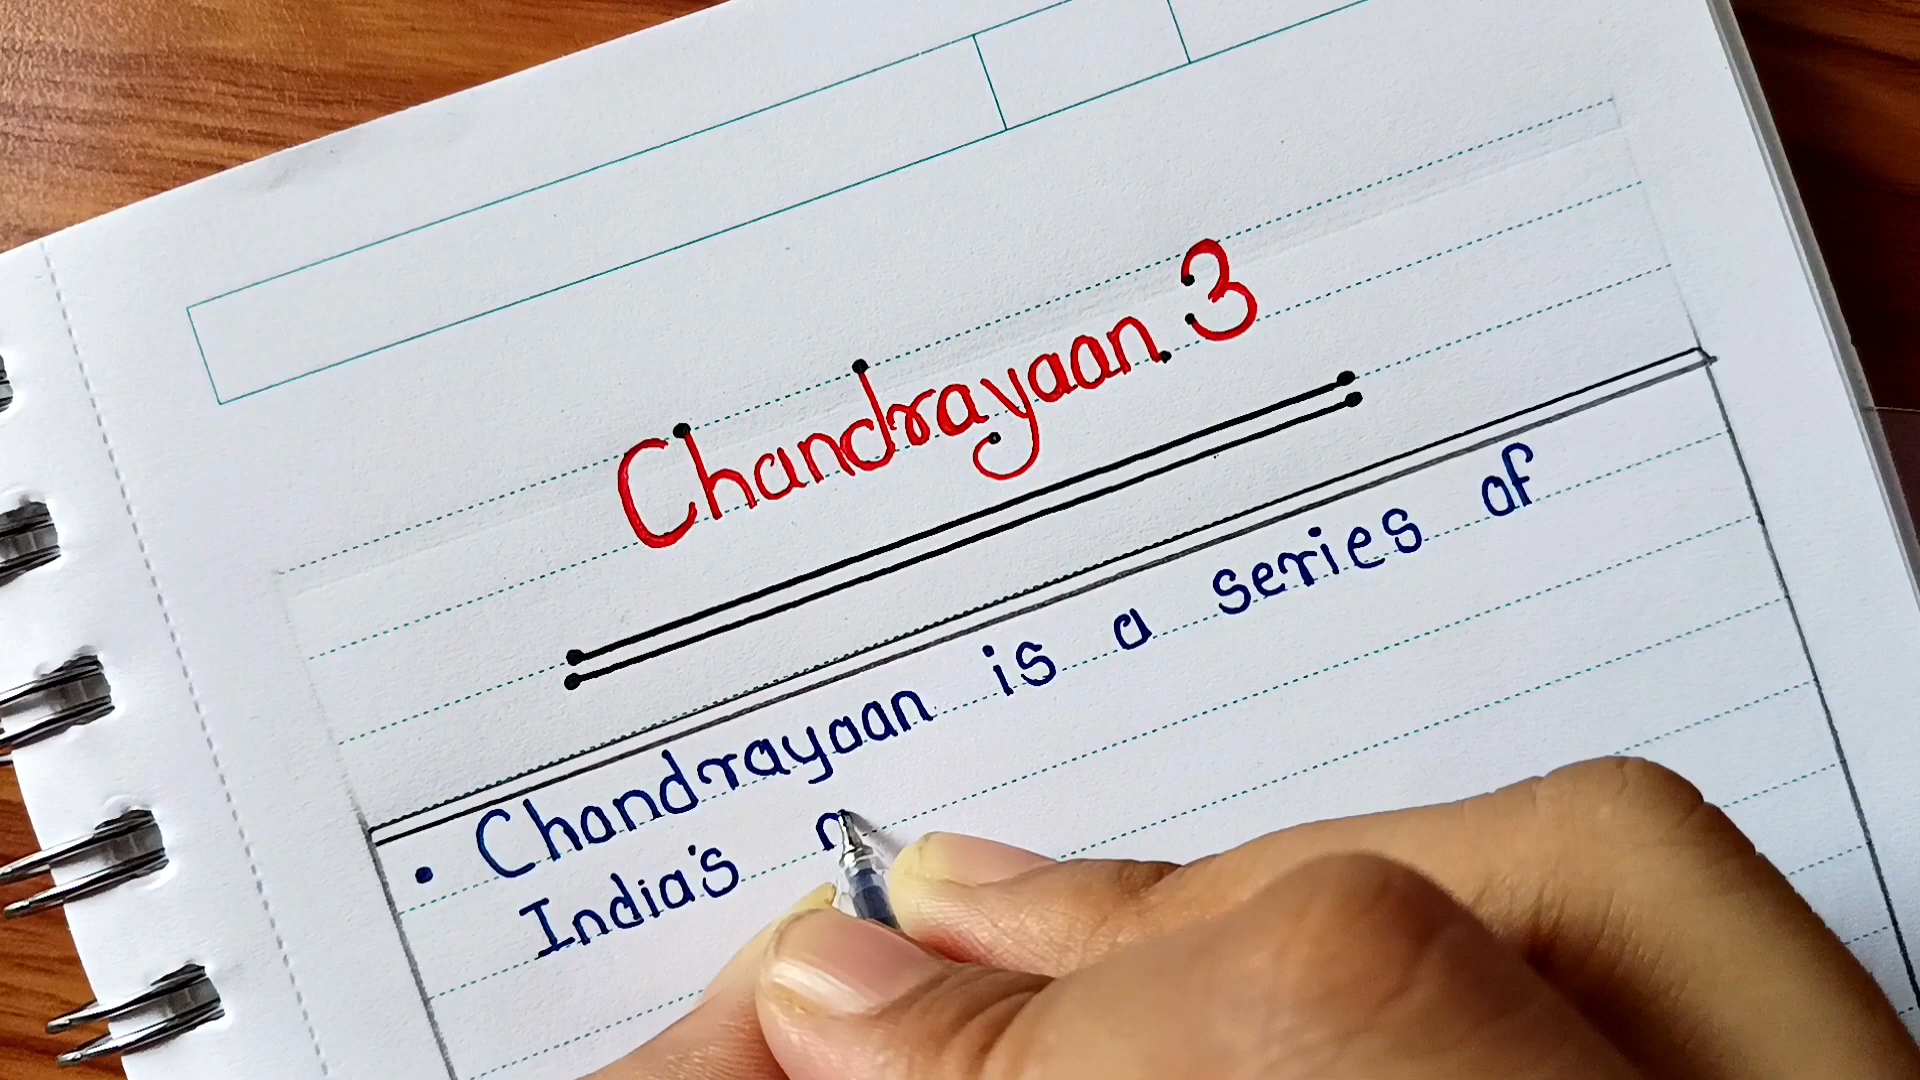 Chandrayaan 3
• Chandrayaan is a series of
India's